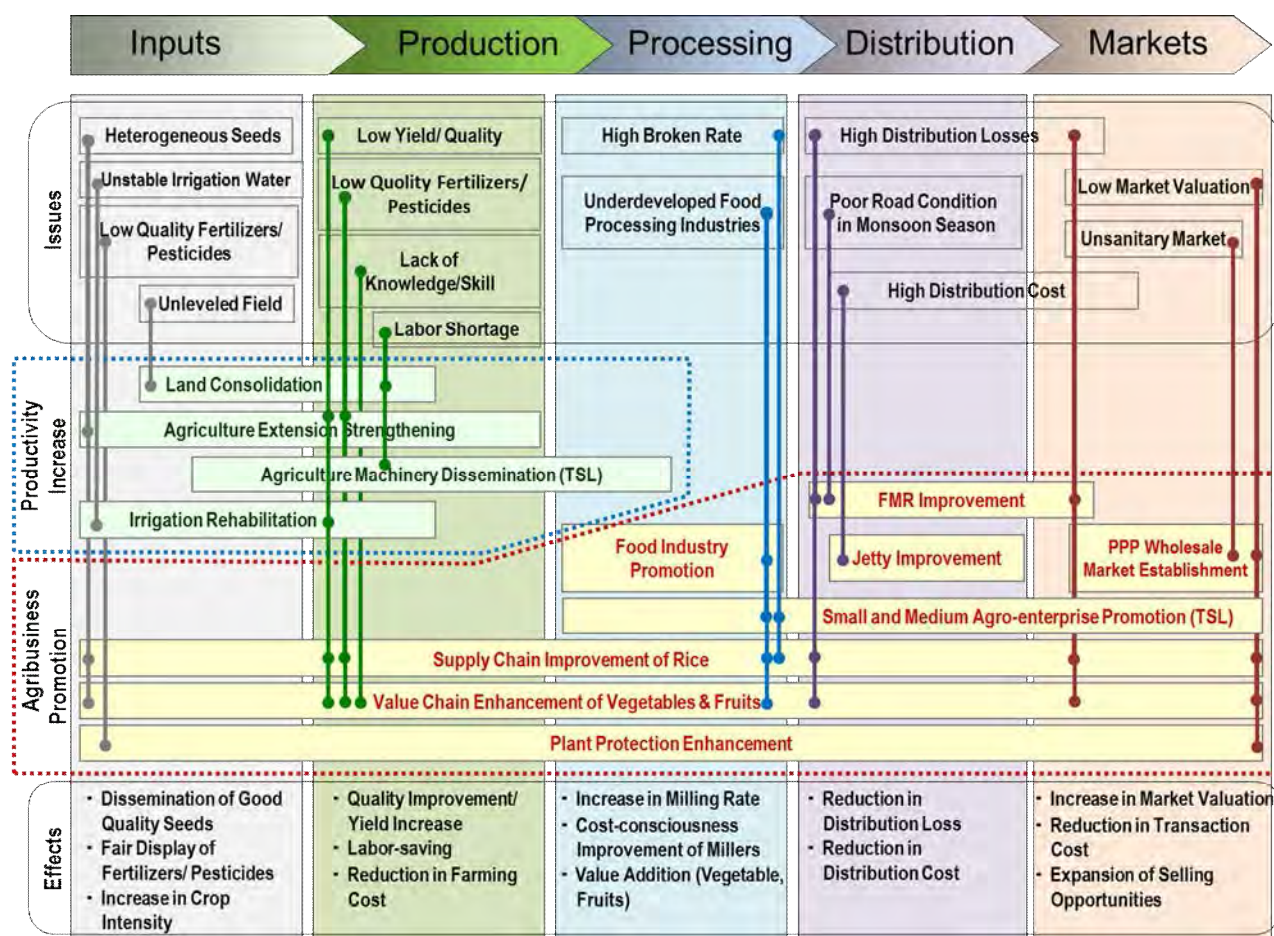 Inputs
Production
Processing
Distribution
Markets
Issues
Heterogeneous Seeds
Unstable Irrigation Water
Low Quality Fertilizers/
Pesticides
Unleveled Field
Low Yield/ Quality
Low Quolity Fertilizers/
Pesticides
Lack of
Knowledge/Skill
Labor Shortage
High Broken Rate
Underdeveloped Food
Processing Industries
High Distribution Losses
Poor Road Condition
in Monsoon Season
High Distribution Cost
Low Market Valuation
Unsanitary Market
Productivity
Increase
Land Consolidation
Agriculture Extension Strengthening
Agriculture Machinery Dissemination (TSL)
Irrigation Rehabilitation
Agribusiness
Promotion
FMR Improvement
Food Industry
Promotion
Jetty Improvement
PPP Wholesale
Market Establishment
Small and Medium Agro-enterprise Promotion (TSL)
Supply Chain Improvement of Rice
Value Chain Enhancement of Vegetables & Fruits
Plant Protection Enhancement
Effects
- Dissemination of Good
Quality Seeds
- Fair Display of
Fertilizers/ Pesticides
- Increase in Crop
Intensity
- Quality Improvement/
Yield Increase
- Labor-saving
- Reduction in Farming
Cost
- Increase in Milling Rate
- Cost-consciousness
Improvement of Millers
- Value Addition (Vegetable,
Fruits)
- Reduction in
Distribution Loss
- Reduction in
Distribution Cost
- Increase in Market Valuation
- Reduction in Transaction
Cost
- Expansion of Selling
Opportunities